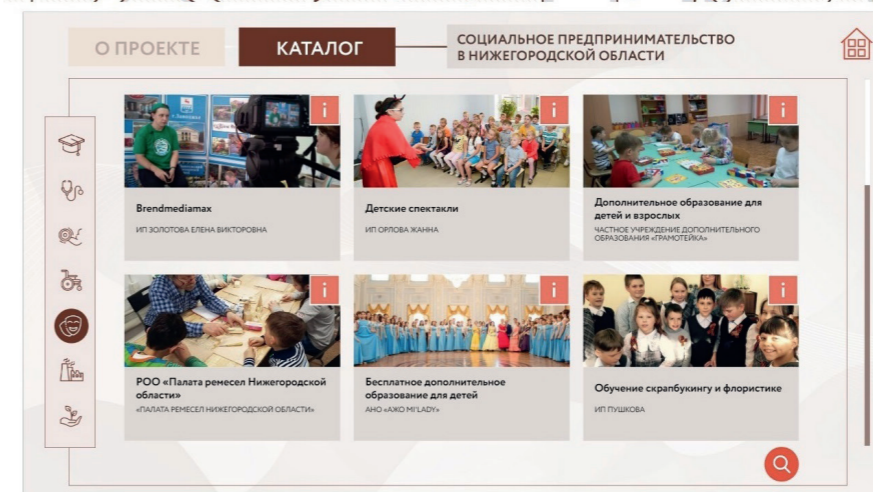 О ПРОЕКТЕ
КАТАЛОГ
СОЦИАЛЬНОЕ ПРЕДПРИНИМАТЕЛЬСТВО
В НИЖЕГОРОДСКОЙ ОБЛАСТИ
i
i
i
Brendmediamax
ИП ЗОЛОТОВА ЕЛЕНА ВИКТОРОВНА
Детские спектакли
ИП ОРЛОВА ЖАННА
Дополнительное образование для
детей и взрослых
ЧАСТНОЕ УЧРЕЖДЕНИЕ ДОПОЛНИТЕЛЬНОГО
ОБРАЗОВАНИЯ «ГРАМОТЕЙКА»
i
i
i
РОО «Палата ремесел Нижегородской
области»
«ПАЛАТА РЕМЕСЕЛ НИЖЕГОРОДСКОЙ ОБЛАСТИ»
Бесплатное дополнительное
образование для детей
АНО «АЖО MI'LADY»
Обучение скрапбукингу и флористике
ИП ПУШКОВА